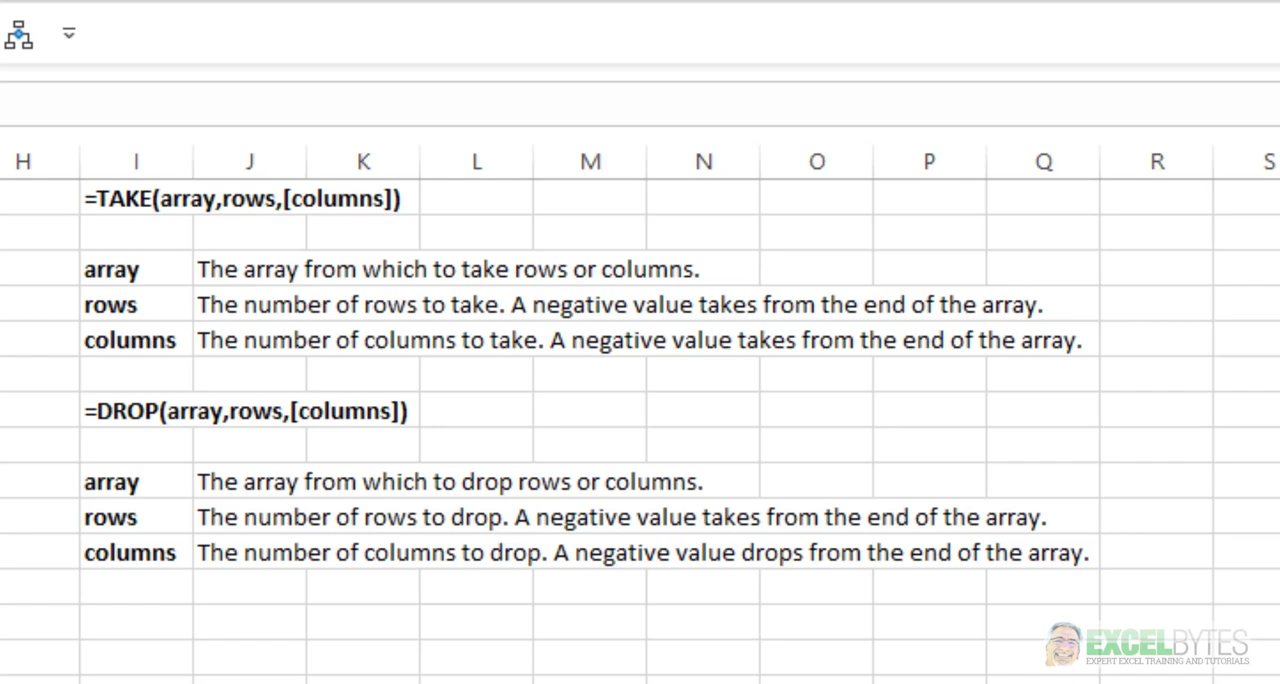 H I J K L M N O P Q R S
=TAKE(array,rows,[columns])
array The array from which to take rows or columns.
rows The number of rows to take. A negative value takes from the end of the array.
columns The number of columns to take. A negative value takes from the end of the array.
=DROP(array,rows,[columns])
array The array from which to drop rows or columns.
rows The number of rows to drop. A negative value takes from the end of the array.
columns The number of columns to drop. A negative value drops from the end of the array.
EXCELBYTES
EXPERT EXCEL TRAINING AND TUTORIALS